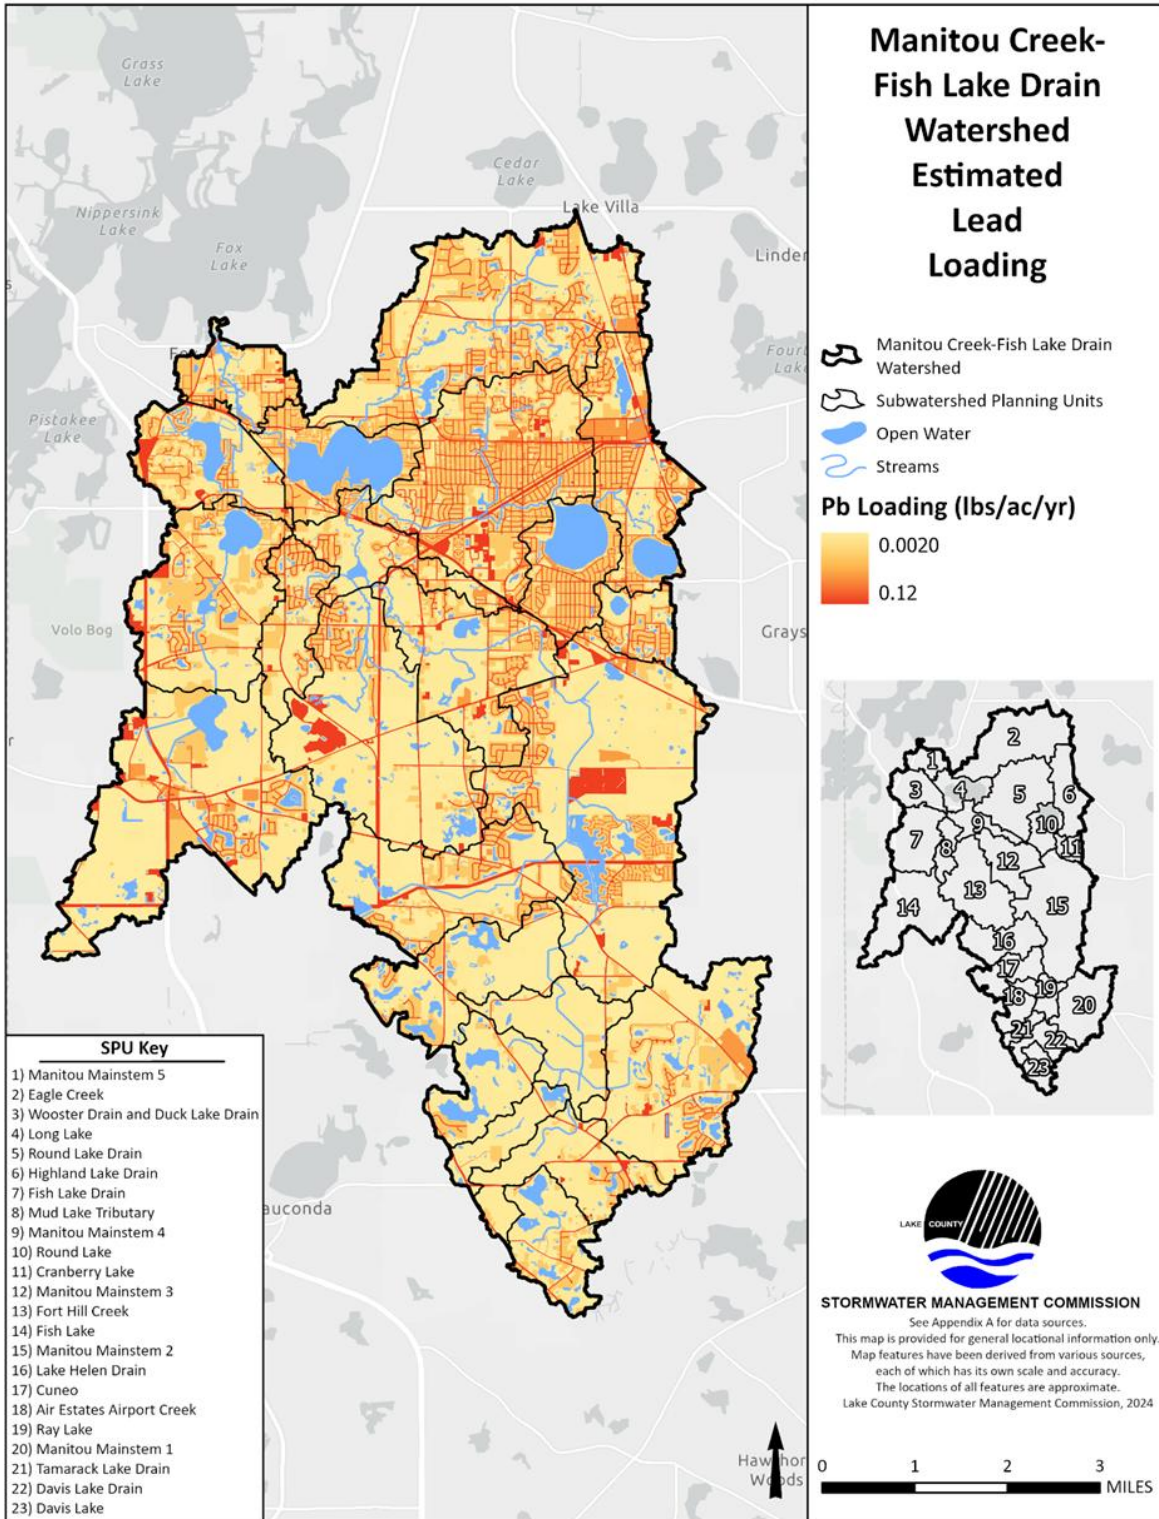 Manitou Creek-
Fish Lake Drain
Watershed
Estimated
Lead
Loading
Manitou Creek-Fish Lake Drain
Watershed
Subwatershed Planning Units
Open Water
Streams
Pb Loading (lbs/ac/yr)
0.0020
0.12
Grass
Lake
Cedar
Lake
Nippersink
Lake
Lake Villa
Fox
Lake
Linden
Pistakee
Lake
Volo Bog
Grays
auconda
Hawthor
Woods
1
2
3
4
5
6
7
8
9
10
11
12
13
14
15
16
17
18
19
20
21
22
23
SPU Key
1) Manitou Mainstem 5
2) Eagle Creek
3) Wooster Drain and Duck Lake Drain
4) Long Lake
5) Round Lake Drain
6) Highland Lake Drain
7) Fish Lake Drain
8) Mud Lake Tributary
9) Manitou Mainstem 4
10) Round Lake
11) Cranberry Lake
12) Manitou Mainstem 3
13) Fort Hill Creek
14) Fish Lake
15) Manitou Mainstem 2
16) Lake Helen Drain
17) Cuneo
18) Air Estates Airport Creek
19) Ray Lake
20) Manitou Mainstem 1
21) Tamarack Lake Drain
22) Davis Lake Drain
23) Davis Lake
LAKE COUNTY
STORMWATER MANAGEMENT COMMISSION
See Appendix A for data sources.
This map is provided for general locational information only.
Map features have been derived from various sources,
each of which has its own scale and accuracy.
The locations of all features are approximate.
Lake County Stormwater Management Commission, 2024
0 1 2 3
MILES